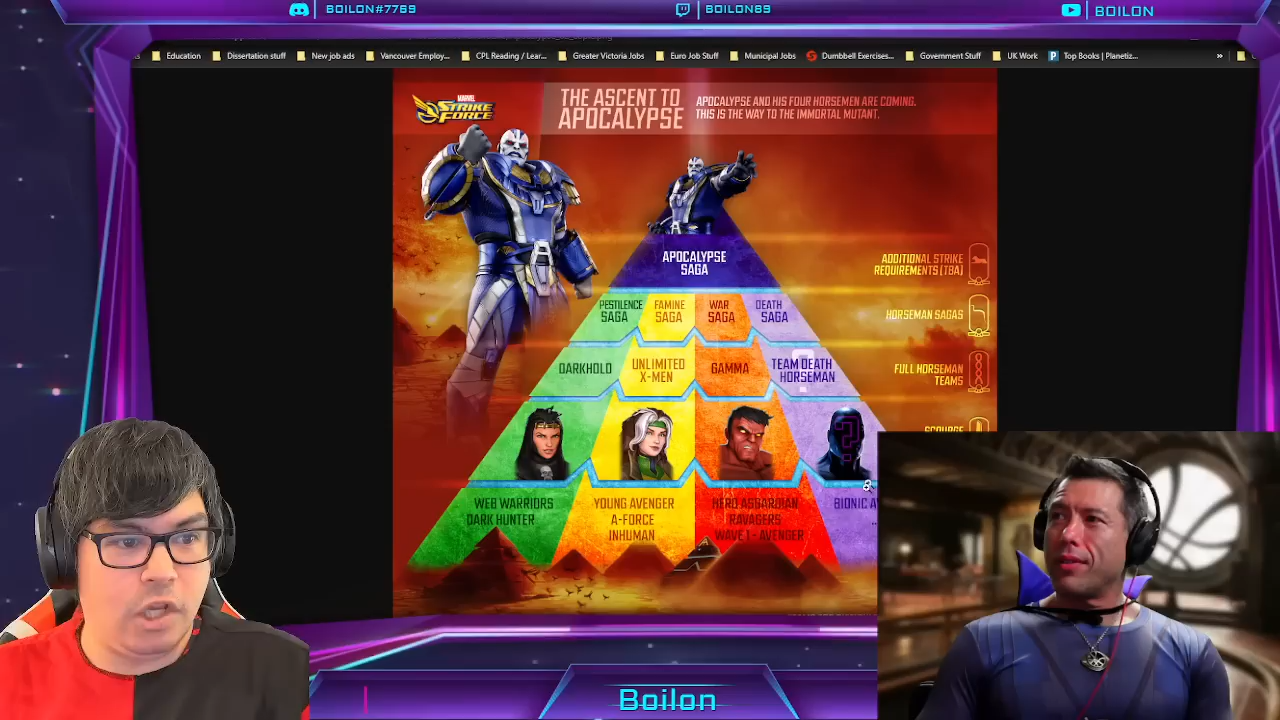 BOILON#7769
BOILON89
BOILON
Education
Dissertation stuff
New job ads
Vancouver Employ...
CPL Reading / Lear...
Greater Victoria Jobs
Euro Job Stuff
Municipal Jobs
Dumbbell Exercises...
Government Stuff
UK Work
Top Books | Planetiz...
MARVEL
STRIKE
FORCE
THE ASCENT TO
APOCALYPSE
APOCALYPSE AND HIS FOUR HORSEMEN ARE COMING.
THIS IS THE WAY TO THE IMMORTAL MUTANT.
APOCALYPSE
SAGA
ADDITIONAL STRIKE
REQUIREMENTS [TBA]
PESTILENCE
SAGA
FAMINE
SAGA
WAR
SAGA
DEATH
SAGA
HORSEMAN SAGAS
DARKHOLD
UNLIMITED
X-MEN
GAMMA
TEAM DEATH
HORSEMAN
FULL HORSEMAN
TEAMS
SCOURGE
WEB WARRIORS
DARK HUNTER
YOUNG AVENGER
A-FORCE
INHUMAN
HERO ASGARDIAN
RAVAGERS
WAVE 1 - AVENGER
BIONIC A
Boilon